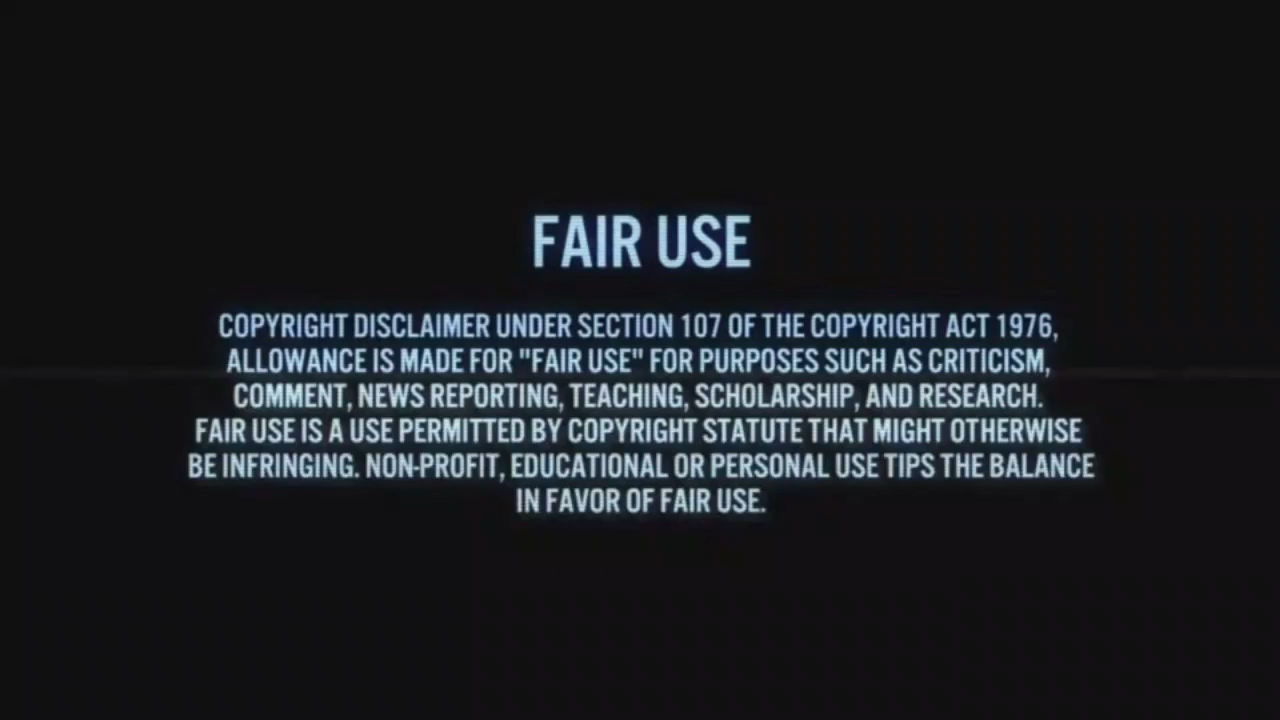 FAIR USE
COPYRIGHT DISCLAIMER UNDER SECTION 107 OF THE COPYRIGHT ACT 1976,
ALLOWANCE IS MADE FOR "FAIR USE" FOR PURPOSES SUCH AS CRITICISM,
COMMENT, NEWS REPORTING, TEACHING, SCHOLARSHIP, AND RESEARCH.
FAIR USE IS A USE PERMITTED BY COPYRIGHT STATUTE THAT MIGHT OTHERWISE
BE INFRINGING. NON-PROFIT, EDUCATIONAL OR PERSONAL USE TIPS THE BALANCE
IN FAVOR OF FAIR USE.